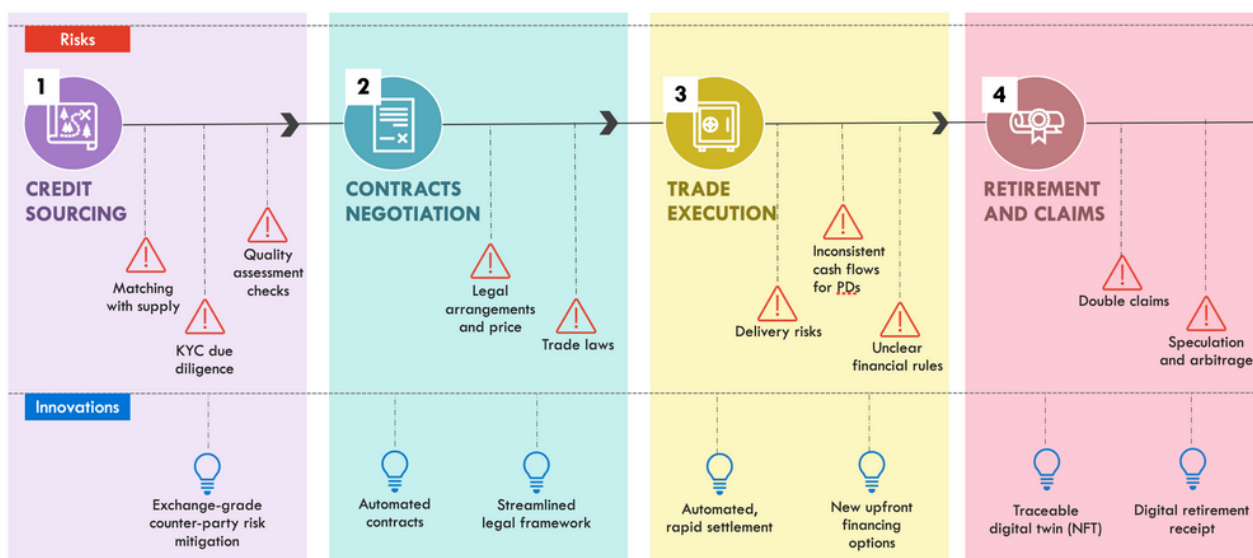 Risks
1
CREDIT
SOURCING
Matching
with supply
KYC due
diligence
Quality
assessment
checks
2
CONTRACTS
NEGOTIATION
Legal
arrangements
and price
Trade laws
3
TRADE
EXECUTION
Delivery risks
Inconsistent
cash flows
for PDs
Unclear
financial rules
4
RETIREMENT
AND CLAIMS
Double claims
Speculation
and arbitrage
Innovations
Exchange-grade
counter-party risk
mitigation
Automated
contracts
Streamlined
legal framework
Automated,
rapid settlement
New upfront
financing
options
Traceable
digital twin (NFT)
Digital retirement
receipt